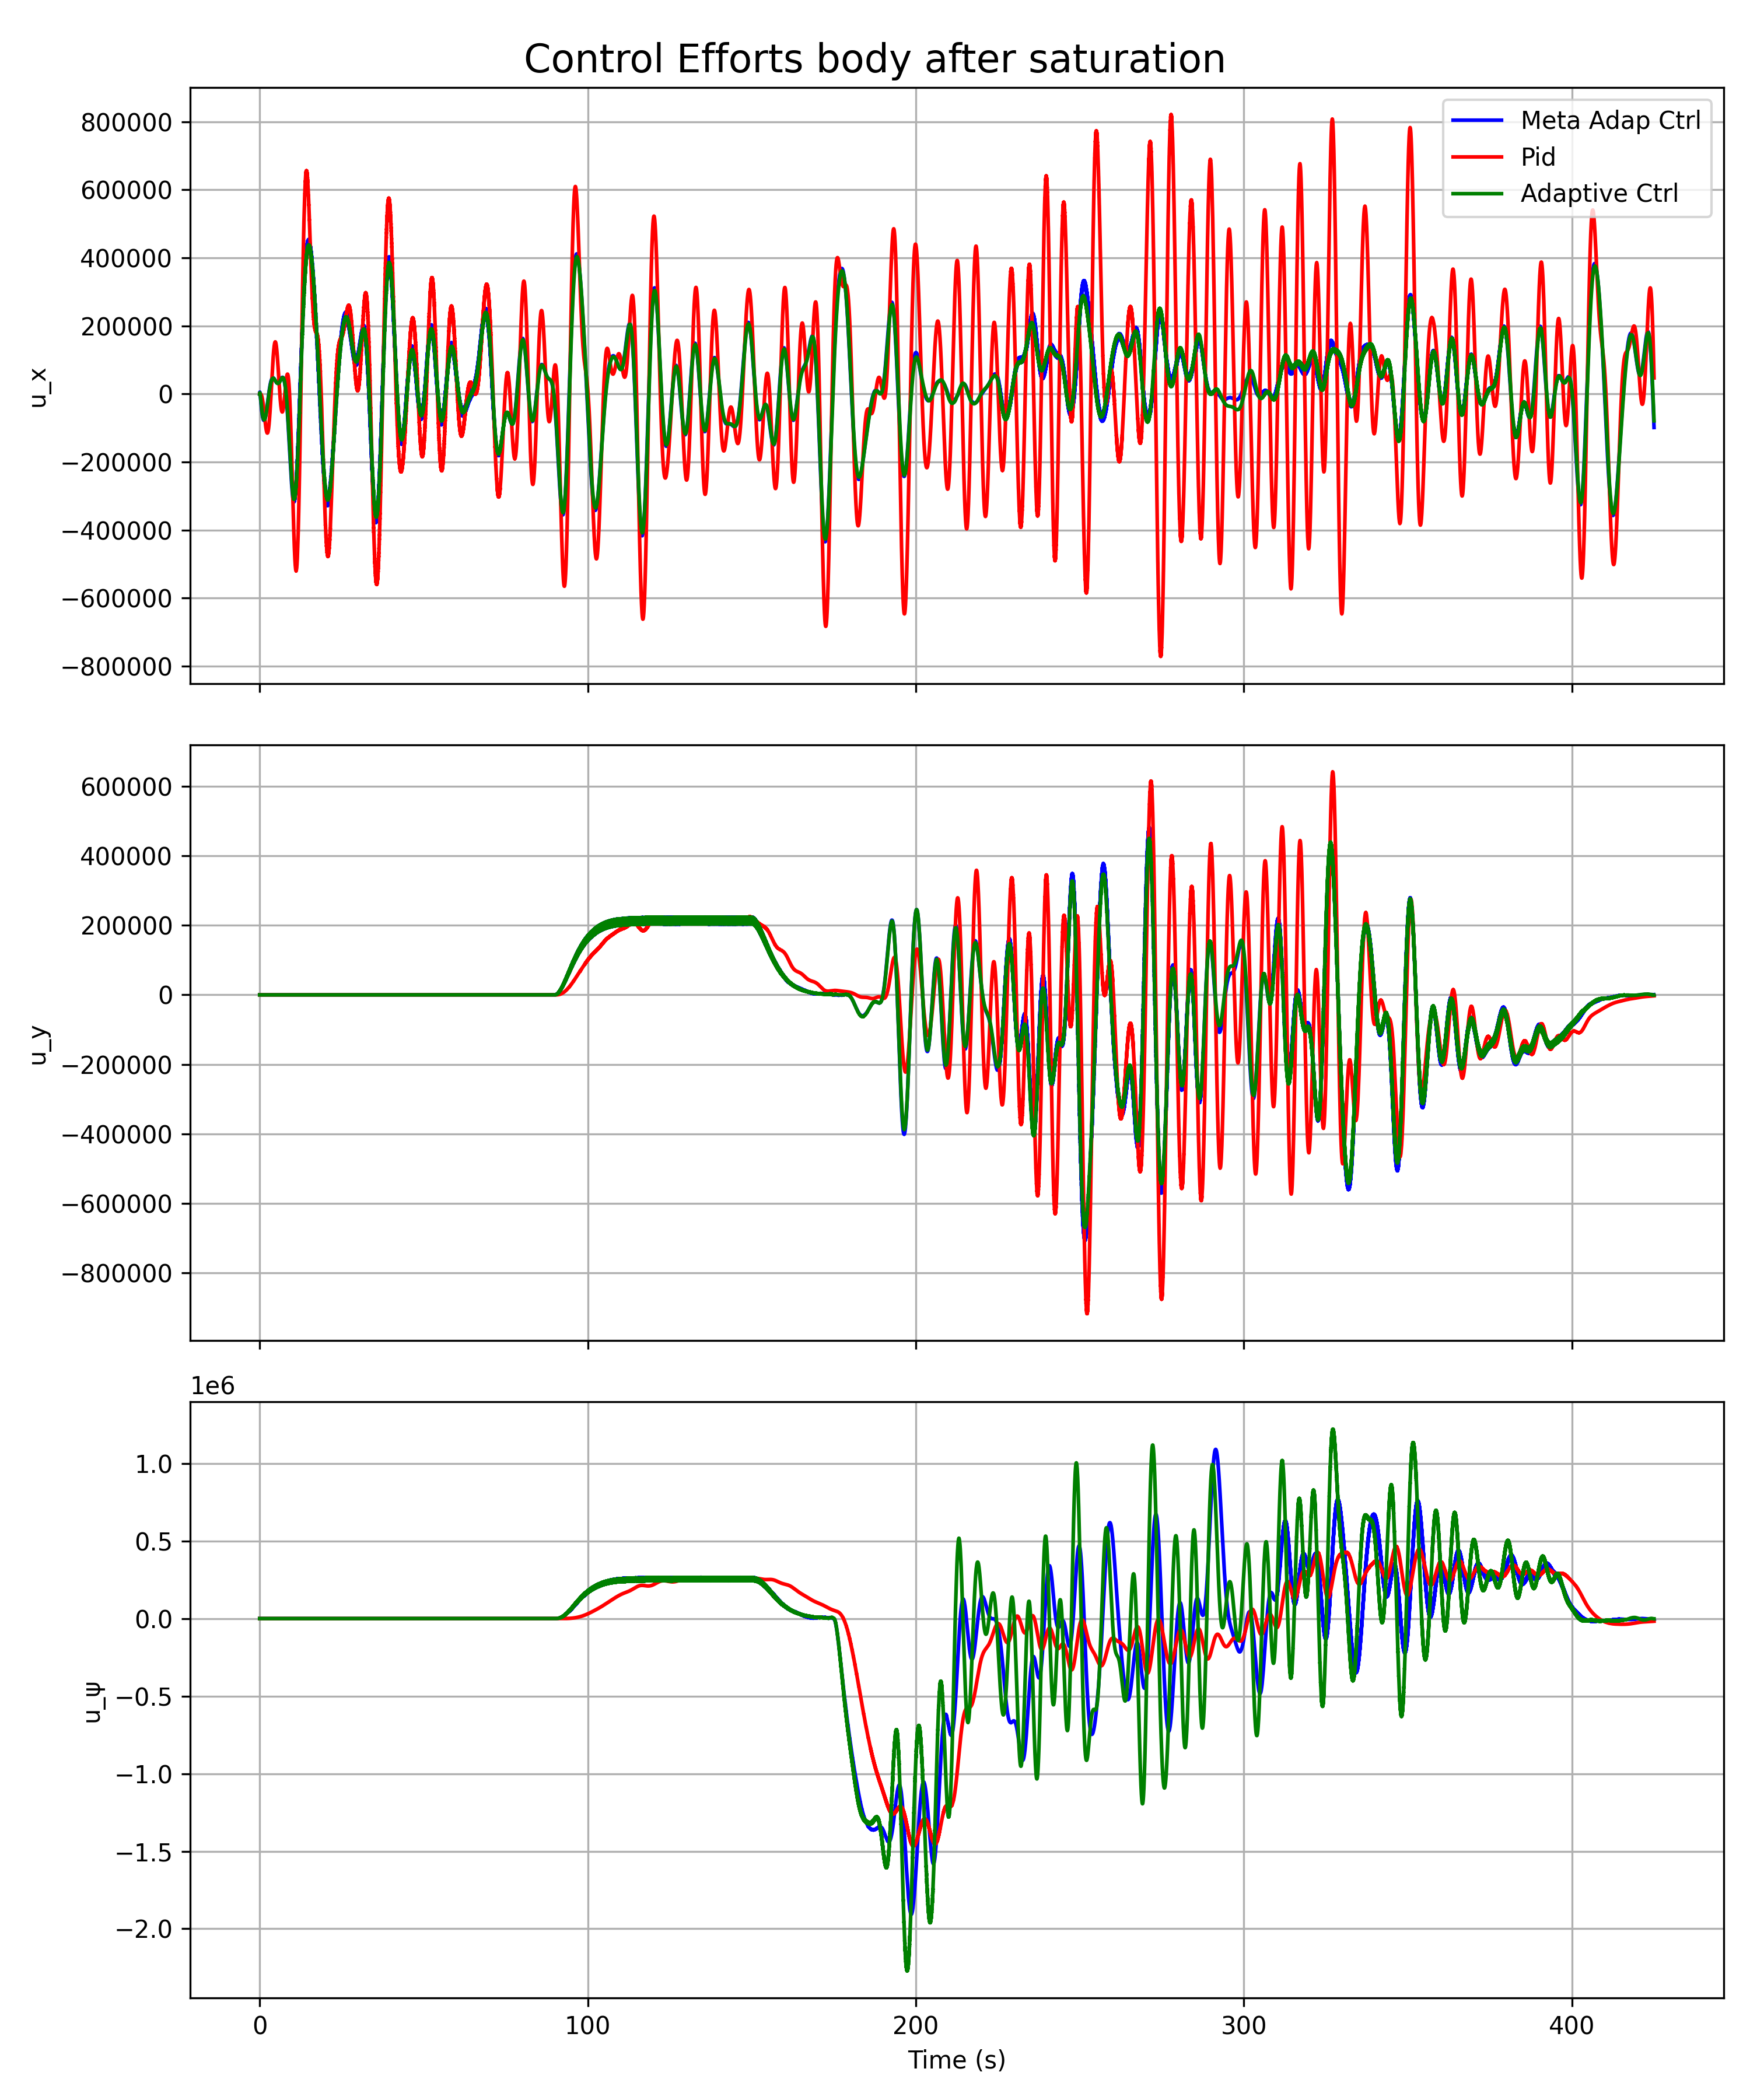 Control Efforts body after saturation
800000
600000
400000
200000
0
−200000
−400000
−600000
−800000
u_x
Meta Adap Ctrl
Pid
Adaptive Ctrl
600000
400000
200000
0
−200000
−400000
−600000
−800000
u_y
1e6
1.0
0.5
0.0
−0.5
−1.0
−1.5
−2.0
u_ψ
0 100 200 300 400
Time (s)